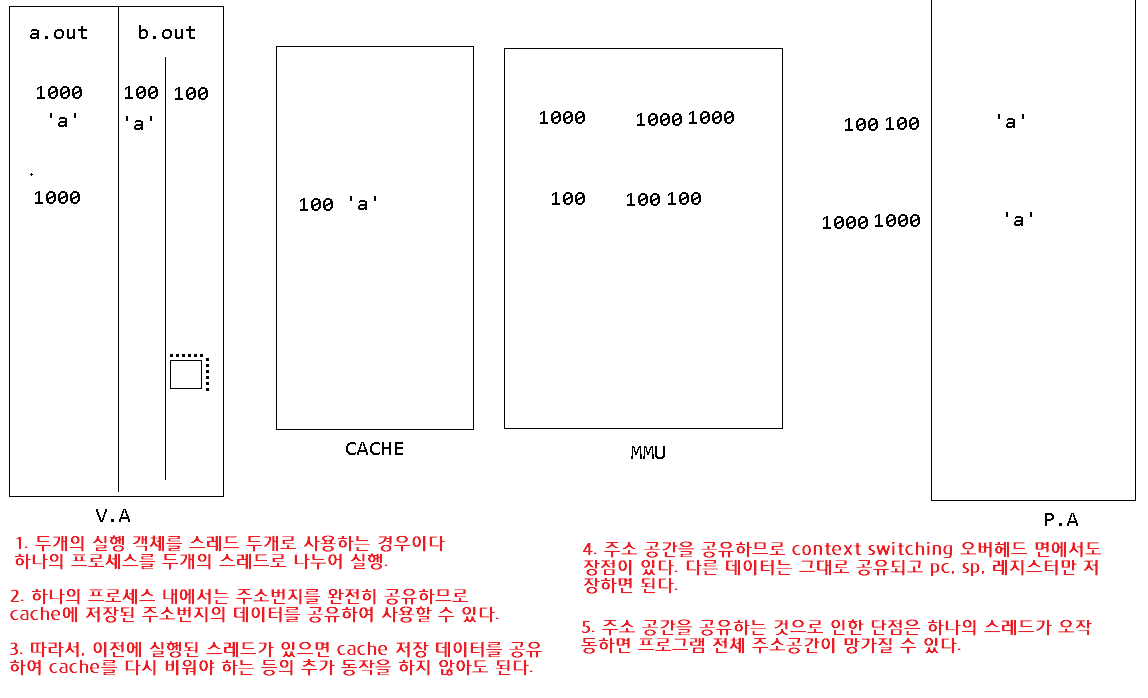 a.out b.out
1000 100 100
'a' 'a'
1000
V.A
100 'a'
CACHE
1000 1000 1000
100 100 100
MMU
100 100 'a'
1000 1000 'a'
P.A
1. 두개의 실행 객체를 스레드 두개로 사용하는 경우이다
하나의 프로세스를 두개의 스레드로 나누어 실행.
2. 하나의 프로세스 내에서는 주소번지를 완전히 공유하므로
cache에 저장된 주소번지의 데이터를 공유하여 사용할 수 있다.
3. 따라서, 이전에 실행된 스레드가 있으면 cache 저장 데이터를 공유
하여 cache를 다시 비워야 하는 등의 추가 동작을 하지 않아도 된다.
4. 주소 공간을 공유하므로 context switching 오버헤드 면에서도
장점이 있다. 다른 데이터는 그대로 공유되고 pc, sp, 레지스터만 저
장하면 된다.
5. 주소 공간을 공유하는 것으로 인한 단점은 하나의 스레드가 오작
동하면 프로그램 전체 주소공간이 망가질 수 있다.